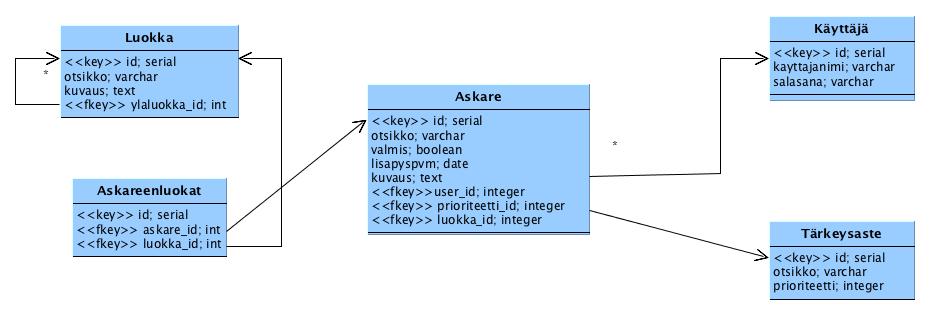 Luokka
<<key>> id; serial
otsikko; varchar
kuvaus; text
<<fkey>> ylaluokka_id; int
*
Askareenluokat
<<key>> id; serial
<<fkey>> askare_id; int
<<fkey>> luokka_id; int
Askare
<<key>> id; serial
otsikko; varchar
valmis; boolean
lisapyspvm; date
kuvaus; text
<<fkey>>user_id; integer
<<fkey>> prioriteetti_id; integer
<<fkey>> luokka_id; integer
*
Käyttäjä
<<key>> id; serial
kayttajanimi; varchar
salasana; varchar
Tärkeysaste
<<key>> id; serial
otsikko; varchar
prioriteetti; integer